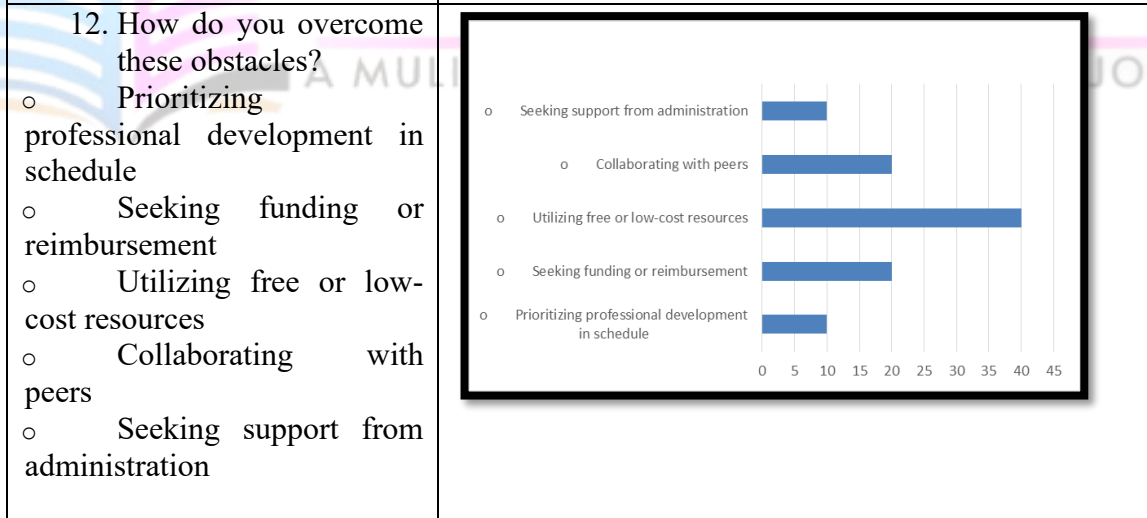 12. How do you overcome
these obstacles?
o Prioritizing
professional development in
schedule
o Seeking funding or
reimbursement
o Utilizing free or low-
cost resources
o Collaborating with
peers
o Seeking support from
administration
A MUL
JO
o Seeking support from administration
o Collaborating with peers
o Utilizing free or low-cost resources
o Seeking funding or reimbursement
o Prioritizing professional development
in schedule
0 5 10 15 20 25 30 35 40 45